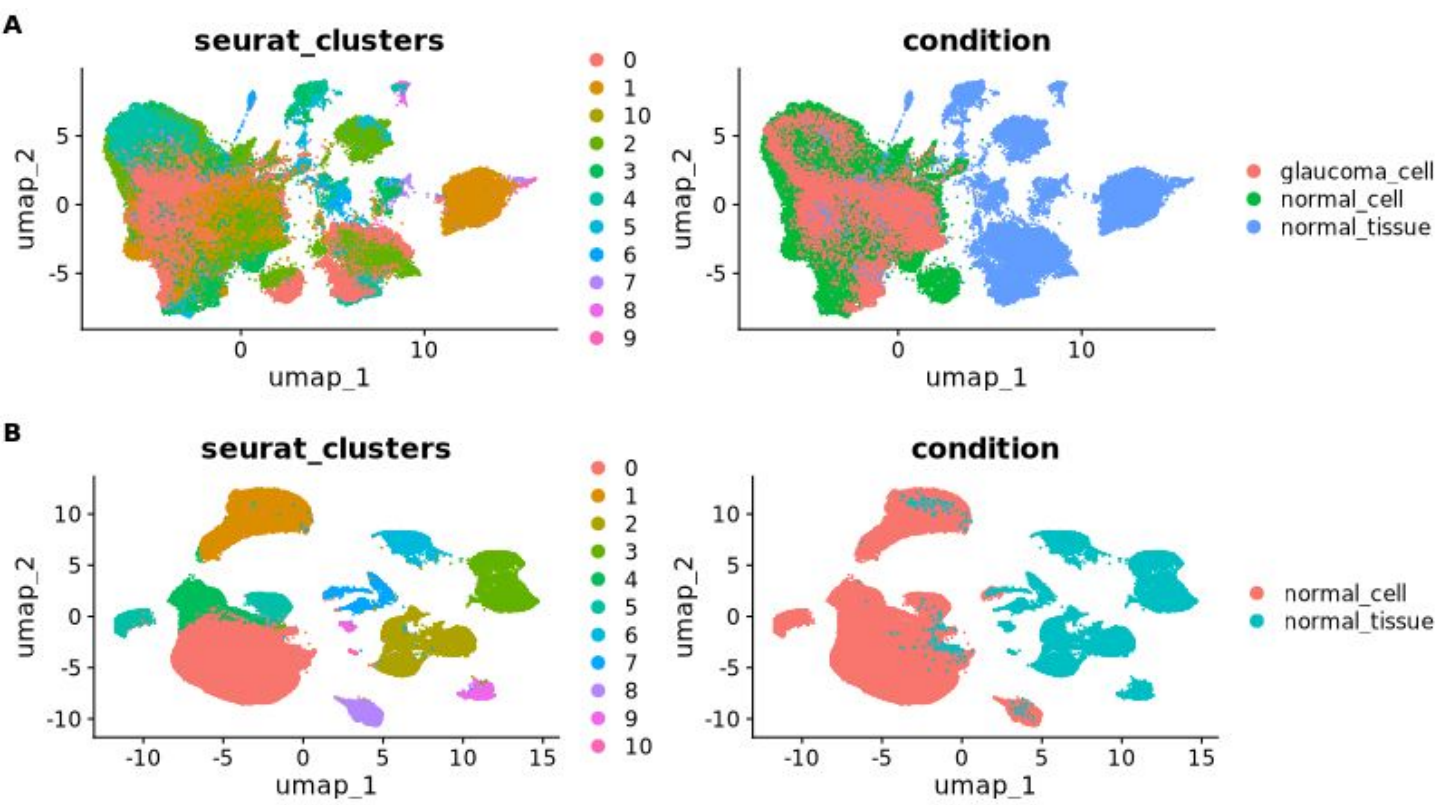 A
seurat_clusters
5
0
-5
umap_2
0 10
umap_1
0
1
10
2
3
4
5
6
7
8
9
condition
5
0
-5
umap_2
0 10
umap_1
glaucoma_cell
normal_cell
normal_tissue
B
seurat_clusters
10
5
0
-5
-10
umap_2
-10 -5 0 5 10 15
umap_1
0
1
2
3
4
5
6
7
8
9
10
condition
10
5
0
-5
-10
umap_2
-10 -5 0 5 10 15
umap_1
normal_cell
normal_tissue